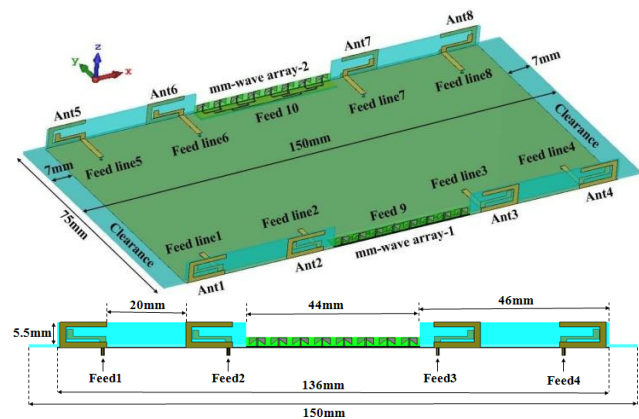 z
y
x
Ant8
Ant7
mm-wave array-2
Ant6
Ant5
7mm
Feed line8
Feed line7
Feed 10
Feed line6
Feed line5
150mm
Clearance
7mm
75mm
Clearance
Feed line4
Feed line3
Feed 9
Feed line2
Feed line1
Ant4
Ant3
mm-wave array-1
Ant2
Ant1
20mm
44mm
46mm
5.5mm
Feed1
Feed2
Feed3
Feed4
136mm
150mm